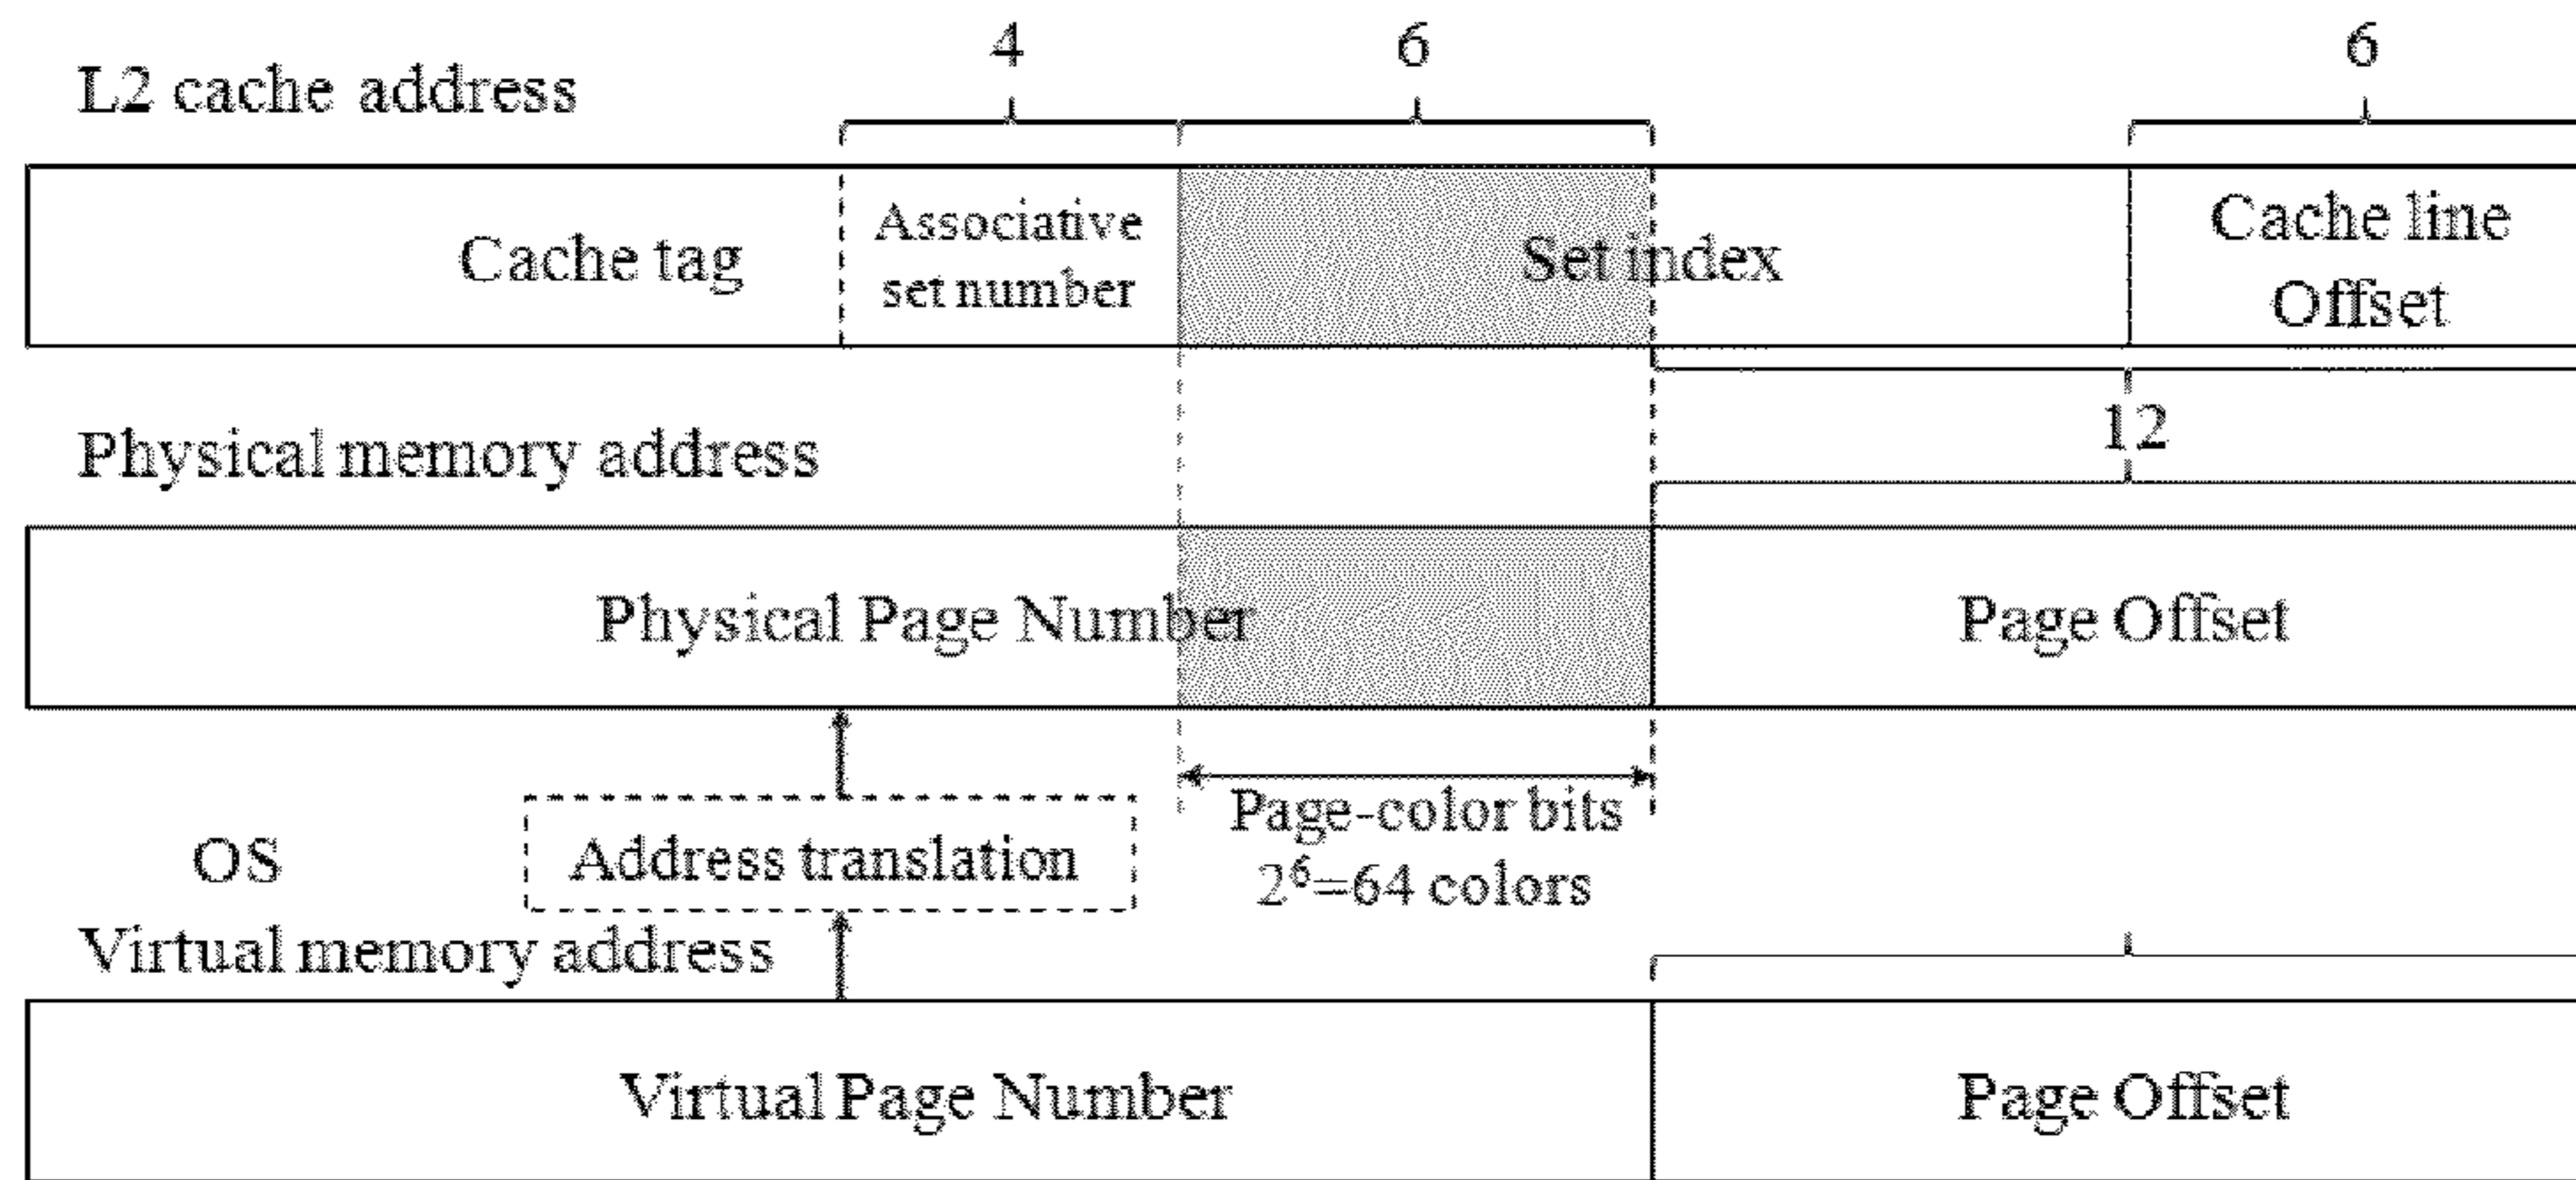 4 6 6
L2 cache address
Cache tag
Associative
set number
Set index
Cache line
Offset
12
Physical memory address
Physical Page Number
Page Offset
Page-color bits
2⁶=64 colors
OS
Address translation
Virtual memory address
Virtual Page Number
Page Offset